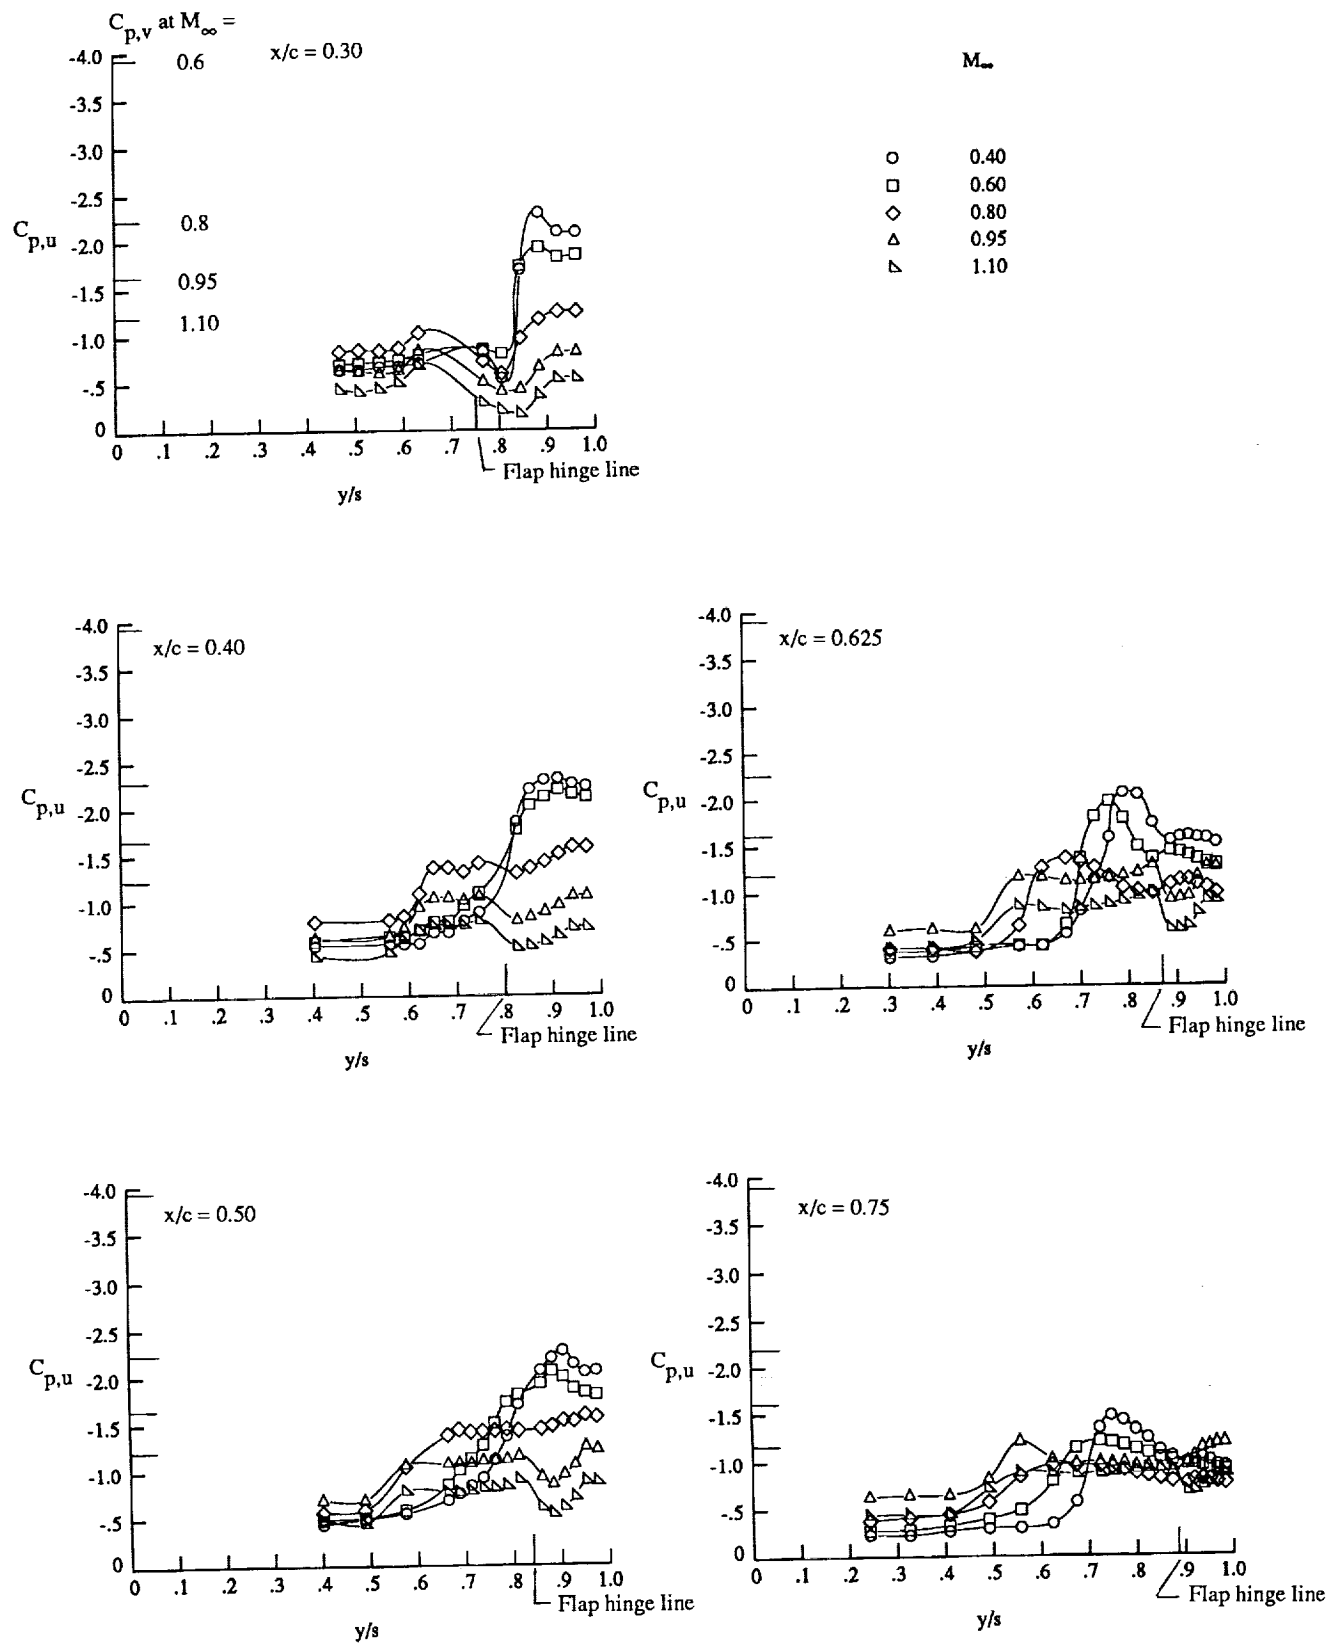 C_p,v at M_∞ =
x/c = 0.30
-4.0
0.6
-3.5
-3.0
-2.5
0.8
C_p,u
-2.0
0.95
-1.5
1.10
-1.0
-.5
0
0 .1 .2 .3 .4 .5 .6 .7 .8 .9 1.0
Flap hinge line
y/s
M_∞
0.40
0.60
0.80
0.95
1.10
-4.0
x/c = 0.40
-3.5
-3.0
-2.5
C_p,u
-2.0
-1.5
-1.0
-.5
0
0 .1 .2 .3 .4 .5 .6 .7 .8 .9 1.0
Flap hinge line
y/s
-4.0
x/c = 0.625
-3.5
-3.0
-2.5
C_p,u
-2.0
-1.5
-1.0
-.5
0
0 .1 .2 .3 .4 .5 .6 .7 .8 .9 1.0
Flap hinge line
y/s
-4.0
x/c = 0.50
-3.5
-3.0
-2.5
C_p,u
-2.0
-1.5
-1.0
-.5
0
0 .1 .2 .3 .4 .5 .6 .7 .8 .9 1.0
Flap hinge line
y/s
-4.0
x/c = 0.75
-3.5
-3.0
-2.5
C_p,u
-2.0
-1.5
-1.0
-.5
0
0 .1 .2 .3 .4 .5 .6 .7 .8 .9 1.0
Flap hinge line
y/s